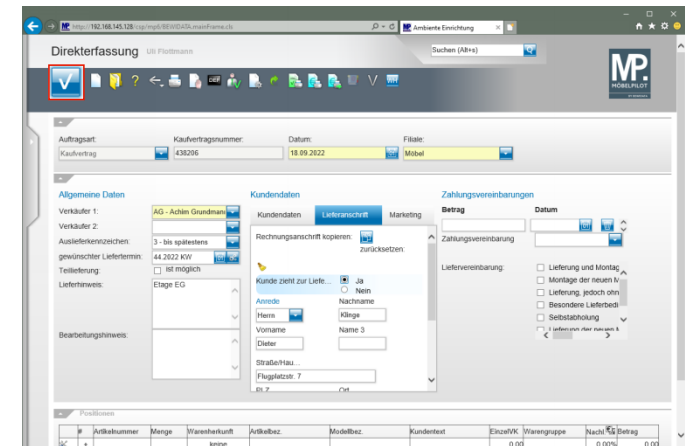 http://192.168.145.128/csp/mp6/BEWIDATA.mainFrame.cls
Ambiente Einrichtung
Direkterfassung Uli Flottmann
Suchen (Alt+s)
MP.
MÖBELPILOT
Auftragsart: Kaufvertragsnummer: Datum: Filiale:
Kaufvertrag 438206 18.09.2022 Möbel
Allgemeine Daten
Verkäufer 1: AG - Achim Grundmann
Verkäufer 2:
Auslieferkennzeichen: 3 - bis spätestens
gewünschter Liefertermin: 44.2022 KW
Teillieferung: ist möglich
Lieferhinweis: Etage EG
Bearbeitungshinweis:
Kundendaten
Kundendaten Lieferanschrift Marketing
Rechnungsanschrift kopieren:
zurücksetzen:
Kunde zieht zur Liefe... Ja
Nein
Anrede Nachname
Herrn Klinge
Vorname Name 3
Dieter
Straße/Hau...
Flugplatzstr. 7
PLZ Ort
Zahlungsvereinbarungen
Betrag Datum
Zahlungsvereinbarung
Liefervereinbarung:
Lieferung und Montag
Montage der neuen M
Lieferung, jedoch ohn
Besondere Lieferbedi
Selbstabholung
Lieferung der neuen
Positionen
# Artikelnummer Menge Warenherkunft Artikelbez. Modellbez. Kundentext EinzelVK Warengruppe Nachl % Betrag
* keine 0.00 0.00% 0.00